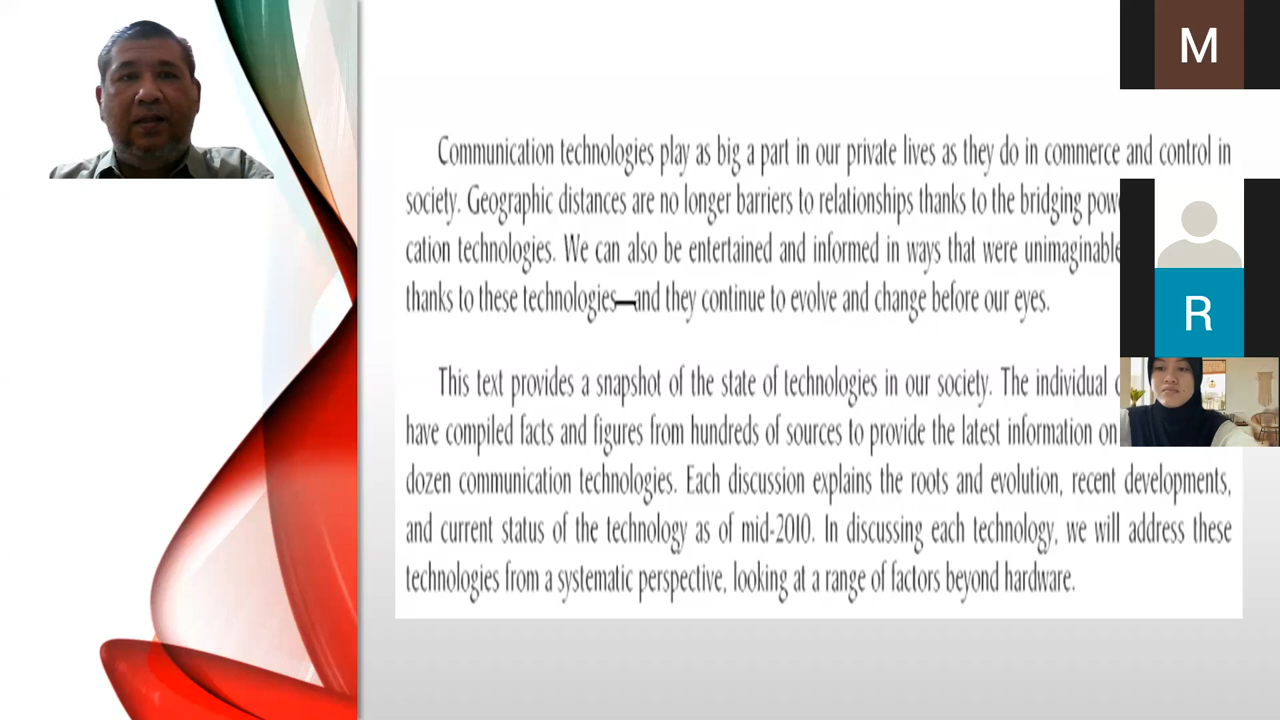 M
Communication technologies play as big a part in our private lives as they do in commerce and control in
society. Geographic distances are no longer barriers to relationships thanks to the bridging
cation technologies. We can also be entertained and informed in ways that were unimaginable
thanks to these technologies—and they continue to evolve and change before our eyes.
R
This text provides a snapshot of the state of technologies in our society. The individual
have compiled facts and figures from hundreds of sources to provide the latest information on
dozen communication technologies. Each discussion explains the roots and evolution, recent developments,
and current status of the technology as of mid-2010. In discussing each technology, we will address these
technologies from a systematic perspective, looking at a range of factors beyond hardware.